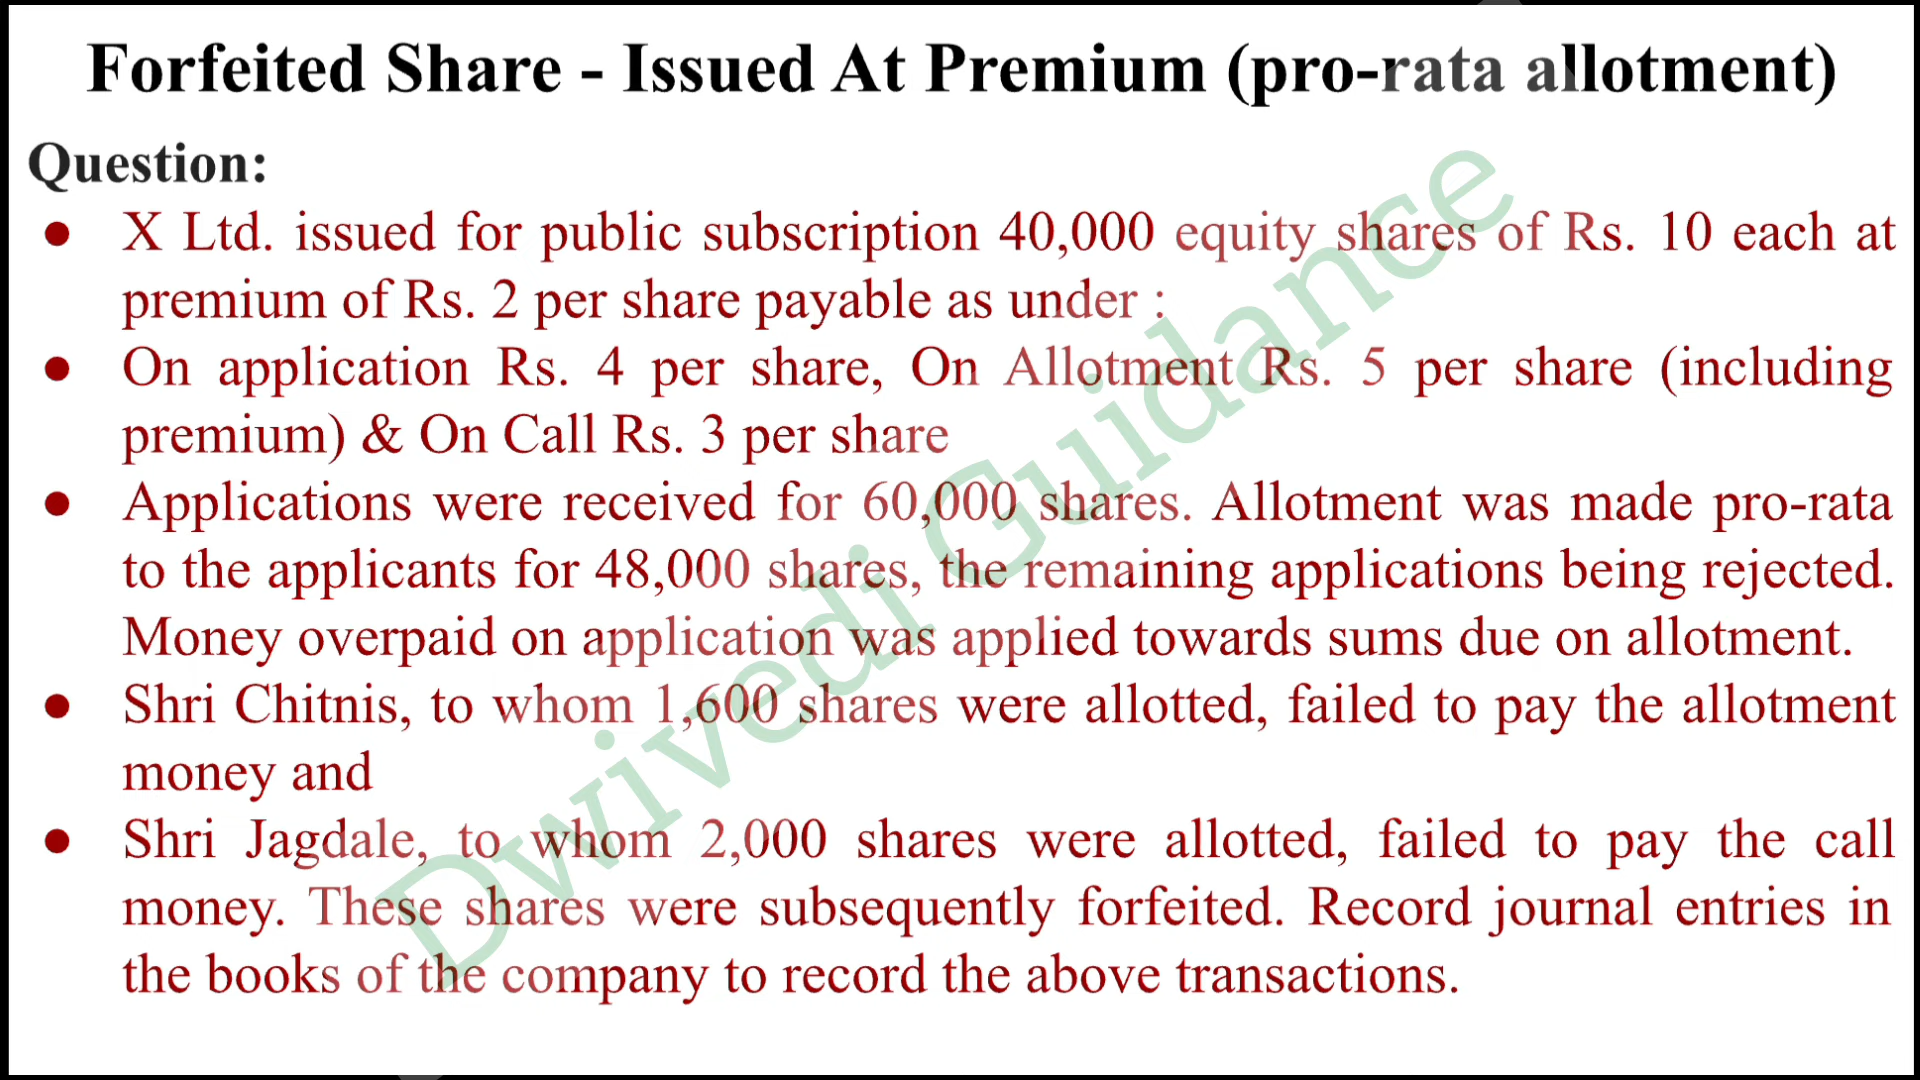 Forfeited Share - Issued At Premium (pro-rata allotment)
Question:
● X Ltd. issued for public subscription 40,000 equity shares of Rs. 10 each at
premium of Rs. 2 per share payable as under :
● On application Rs. 4 per share, On Allotment Rs. 5 per share (including
premium) & On Call Rs. 3 per share
● Applications were received for 60,000 shares. Allotment was made pro-rata
to the applicants for 48,000 shares, the remaining applications being rejected.
Money overpaid on application was applied towards sums due on allotment.
● Shri Chitnis, to whom 1,600 shares were allotted, failed to pay the allotment
money and
● Shri Jagdale, to whom 2,000 shares were allotted, failed to pay the call
money. These shares were subsequently forfeited. Record journal entries in
the books of the company to record the above transactions.
Dwivedi Guidance